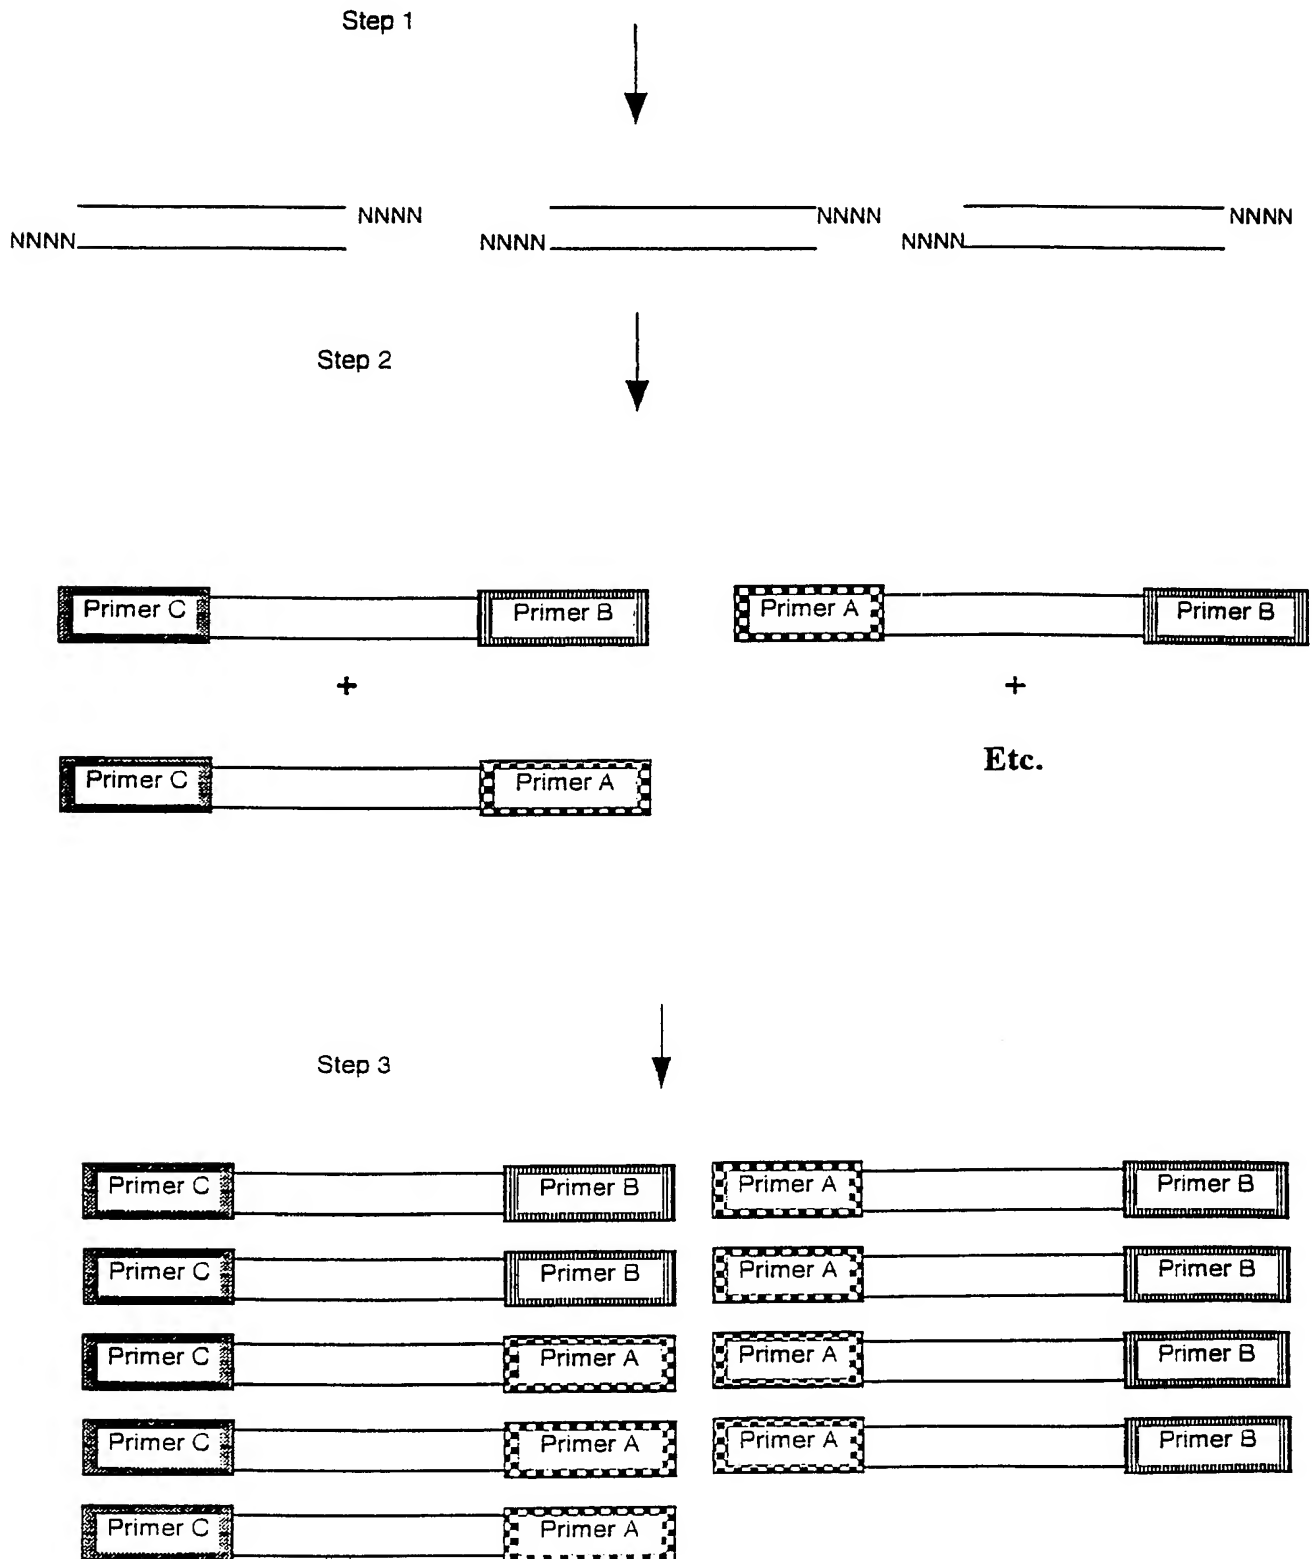 Step 1
NNNN NNNN NNNN
NNNN NNNN NNNN
Step 2
Primer C Primer B Primer A Primer B
+ +
Primer C Primer A Etc.
Step 3
Primer C Primer B Primer A Primer B
Primer C Primer B Primer A Primer B
Primer C Primer A Primer A Primer B
Primer C Primer A Primer A Primer B
Primer C Primer A